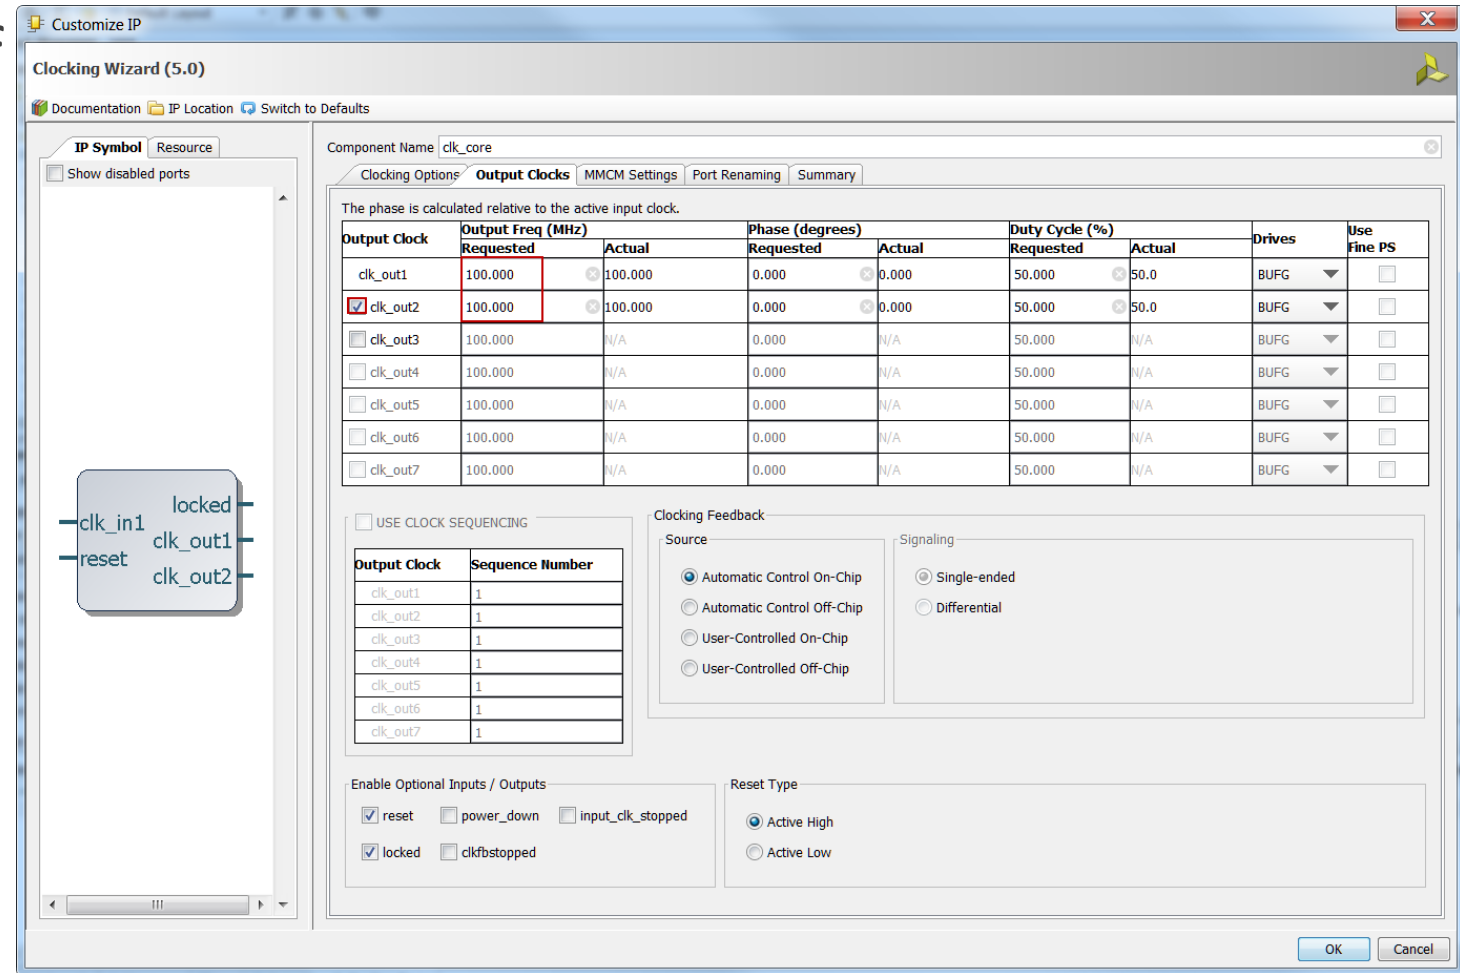 Customize IP
Clocking Wizard (5.0)
Documentation IP Location Switch to Defaults
IP Symbol Resource
Show disabled ports
locked
clk_in1
clk_out1
reset
clk_out2
Component Name clk_core
Clocking Options Output Clocks MMCM Settings Port Renaming Summary
The phase is calculated relative to the active input clock.
Output Clock Output Freq (MHz) Phase (degrees) Duty Cycle (%) Drives Use Fine PS
Requested Actual Requested Actual Requested Actual
clk_out1 100.000 100.000 0.000 0.000 50.000 50.0 BUFG
clk_out2 100.000 100.000 0.000 0.000 50.000 50.0 BUFG
clk_out3 100.000 N/A 0.000 N/A 50.000 N/A BUFG
clk_out4 100.000 N/A 0.000 N/A 50.000 N/A BUFG
clk_out5 100.000 N/A 0.000 N/A 50.000 N/A BUFG
clk_out6 100.000 N/A 0.000 N/A 50.000 N/A BUFG
clk_out7 100.000 N/A 0.000 N/A 50.000 N/A BUFG
USE CLOCK SEQUENCING
Output Clock Sequence Number
clk_out1 1
clk_out2 1
clk_out3 1
clk_out4 1
clk_out5 1
clk_out6 1
clk_out7 1
Clocking Feedback
Source
Automatic Control On-Chip
Automatic Control Off-Chip
User-Controlled On-Chip
User-Controlled Off-Chip
Signaling
Single-ended
Differential
Enable Optional Inputs / Outputs
reset power_down input_clk_stopped
locked clkfbstopped
Reset Type
Active High
Active Low
OK Cancel